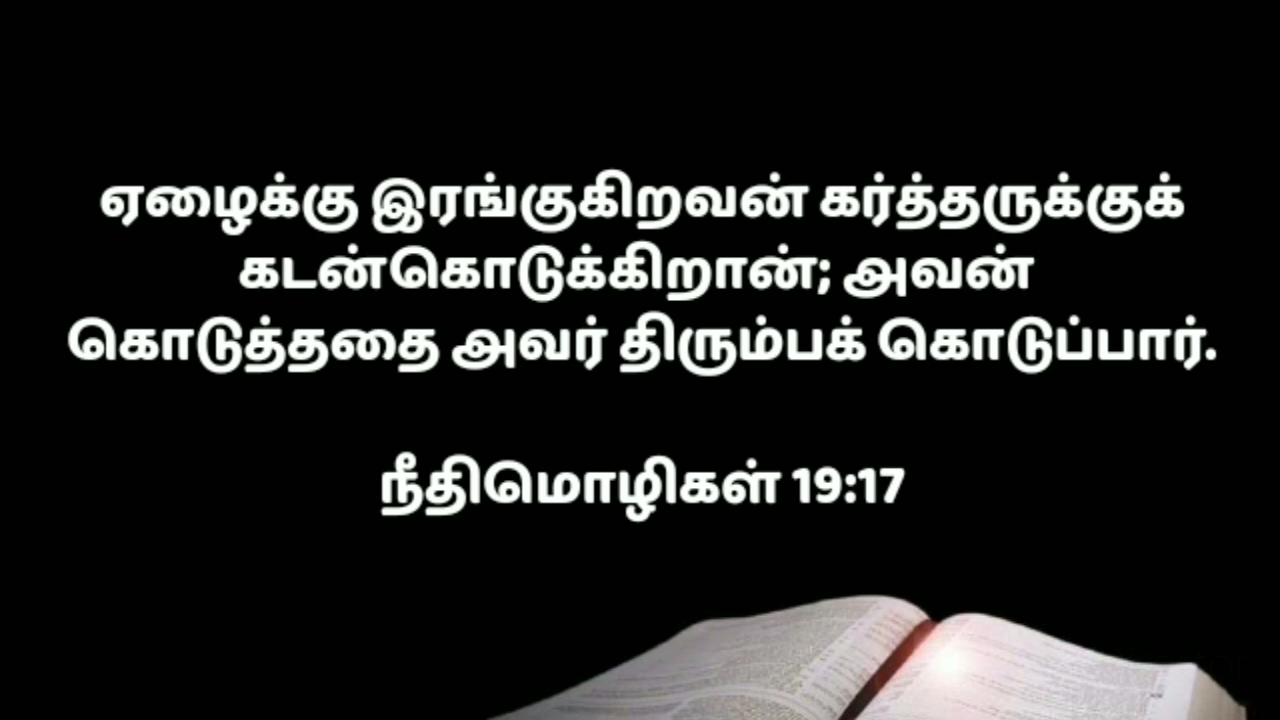 ஏழைக்கு இரங்குகிறவன் கர்த்தருக்குக்
கடன்கொடுக்கிறான்; அவன்
கொடுத்ததை அவர் திரும்பக் கொடுப்பார்.
நீதிமொழிகள் 19:17